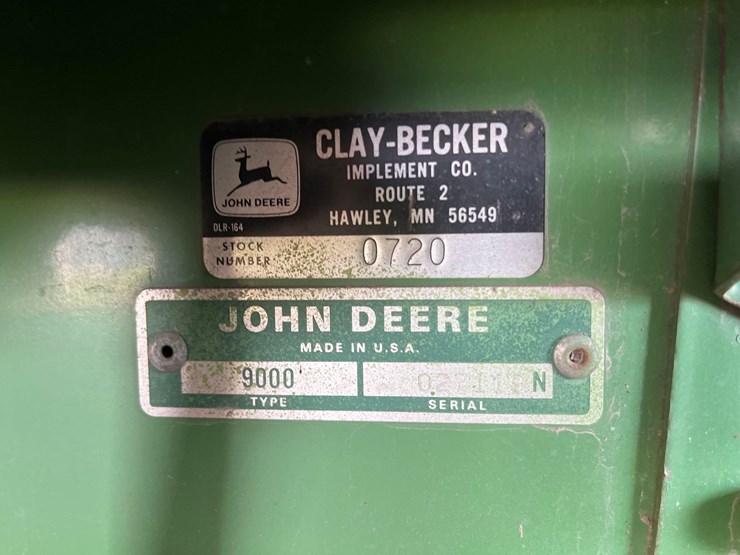 CLAY-BECKER
IMPLEMENT CO.
ROUTE 2
HAWLEY, MN 56549
JOHN DEERE
DLR-164
STOCK NUMBER
0720
JOHN DEERE
MADE IN U.S.A.
9000 N
TYPE SERIAL